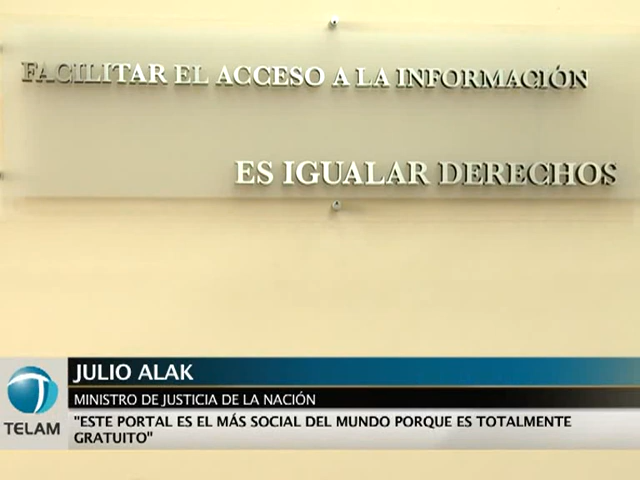 FACILITAR EL ACCESO A LA INFORMACIÓN
ES IGUALAR DERECHOS
JULIO ALAK
MINISTRO DE JUSTICIA DE LA NACIÓN
"ESTE PORTAL ES EL MÁS SOCIAL DEL MUNDO PORQUE ES TOTALMENTE
GRATUITO"
TELAM